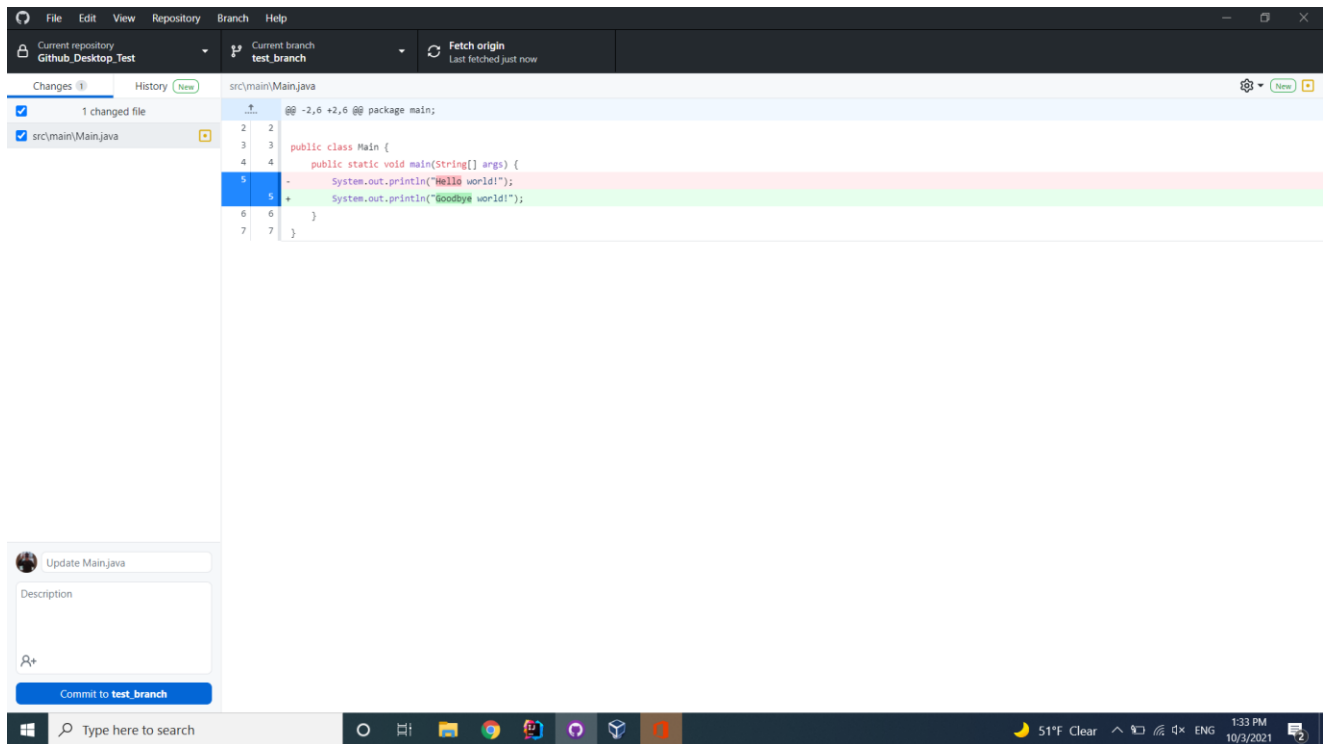 File Edit View Repository Branch Help
Current repository
Github_Desktop_Test
Current branch
test_branch
Fetch origin
Last fetched just now
Changes 1 History New
src\main\Main.java New
1 changed file
src\main\Main.java
@@ -2,6 +2,6 @@ package main;
2 2
3 3 public class Main {
4 4 public static void main(String[] args) {
5 - System.out.println("Hello world!");
5 + System.out.println("Goodbye world!");
6 6 }
7 7 }
Update Main.java
Description
Commit to test_branch
Type here to search
51°F Clear
ENG
1:33 PM
10/3/2021
2